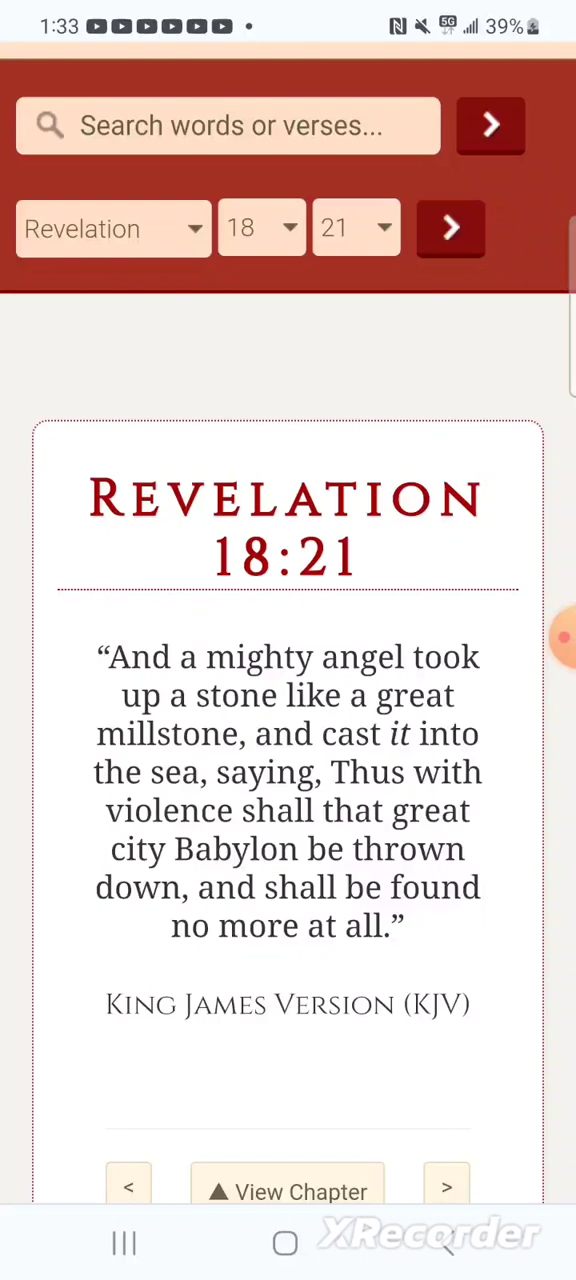 1:33
5G
39%
Search words or verses...
Revelation 18 21
REVELATION
18:21
“And a mighty angel took
up a stone like a great
millstone, and cast it into
the sea, saying, Thus with
violence shall that great
city Babylon be thrown
down, and shall be found
no more at all.”
KING JAMES VERSION (KJV)
< ▲ View Chapter >
XRecorder